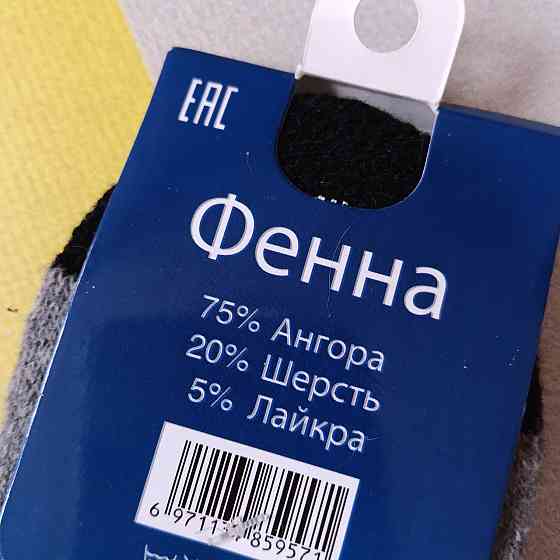 EAC
Фенна
75% Ангора
20% Шерсть
5% Лайкра